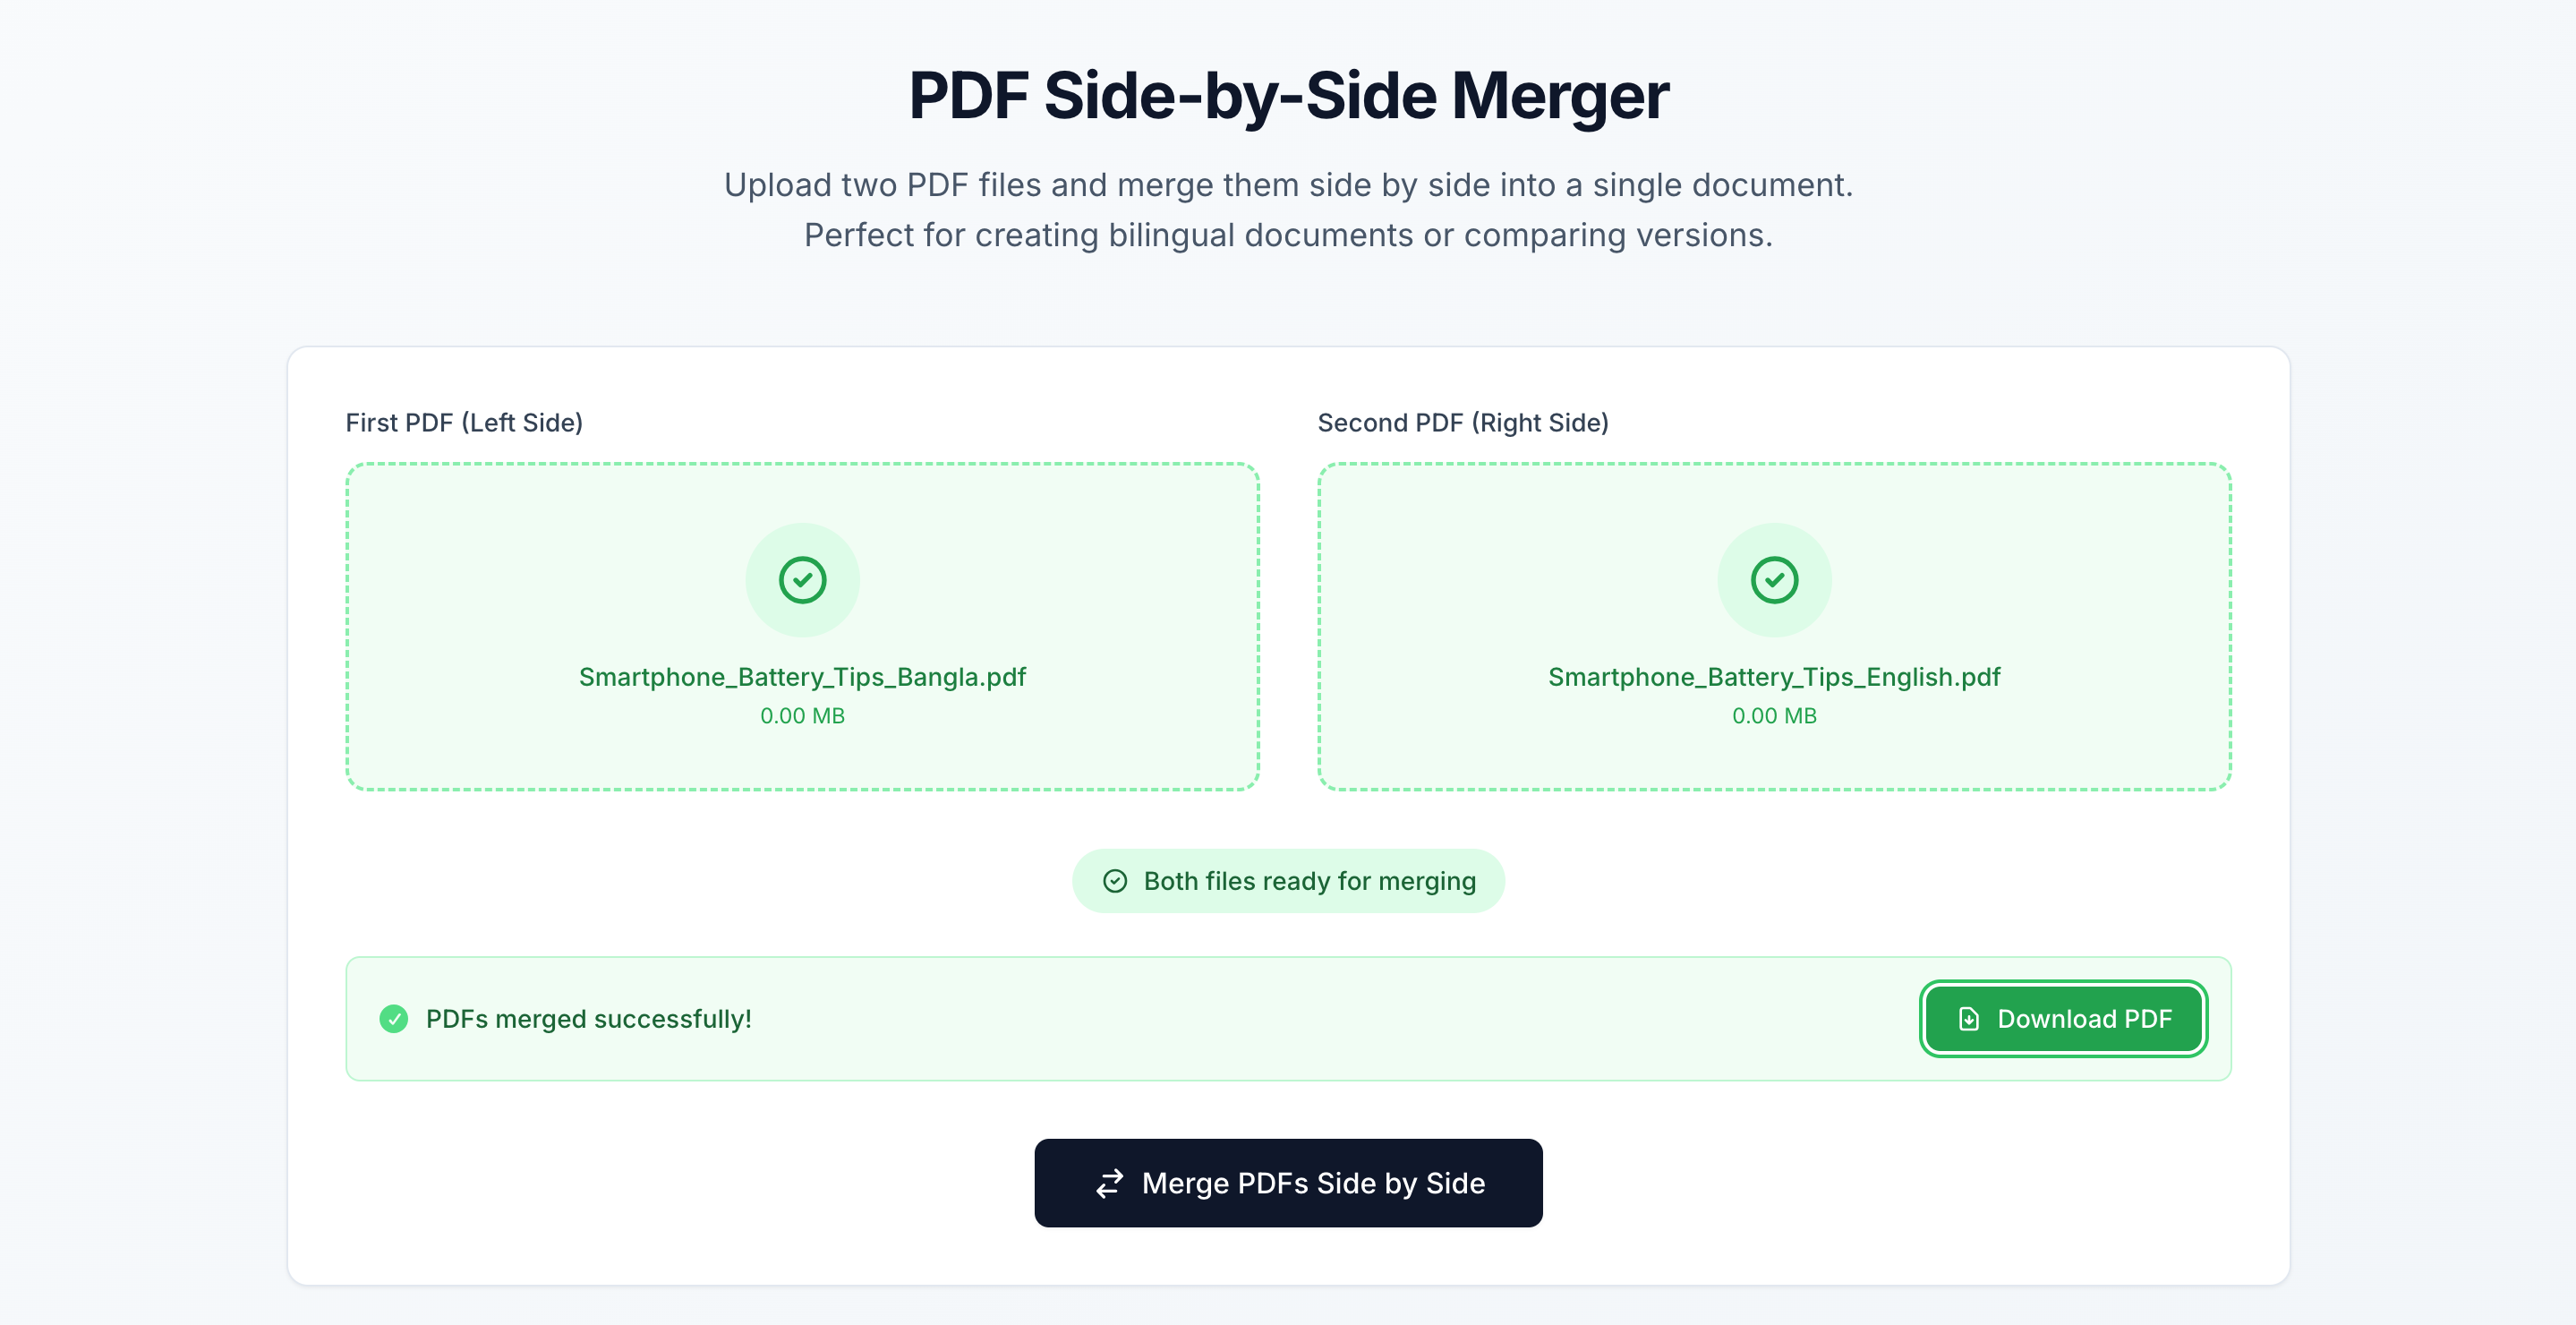 PDF Side-by-Side Merger
Upload two PDF files and merge them side by side into a single document.
Perfect for creating bilingual documents or comparing versions.
First PDF (Left Side)
Smartphone_Battery_Tips_Bangla.pdf
0.00 MB
Second PDF (Right Side)
Smartphone_Battery_Tips_English.pdf
0.00 MB
Both files ready for merging
PDFs merged successfully!
Download PDF
Merge PDFs Side by Side